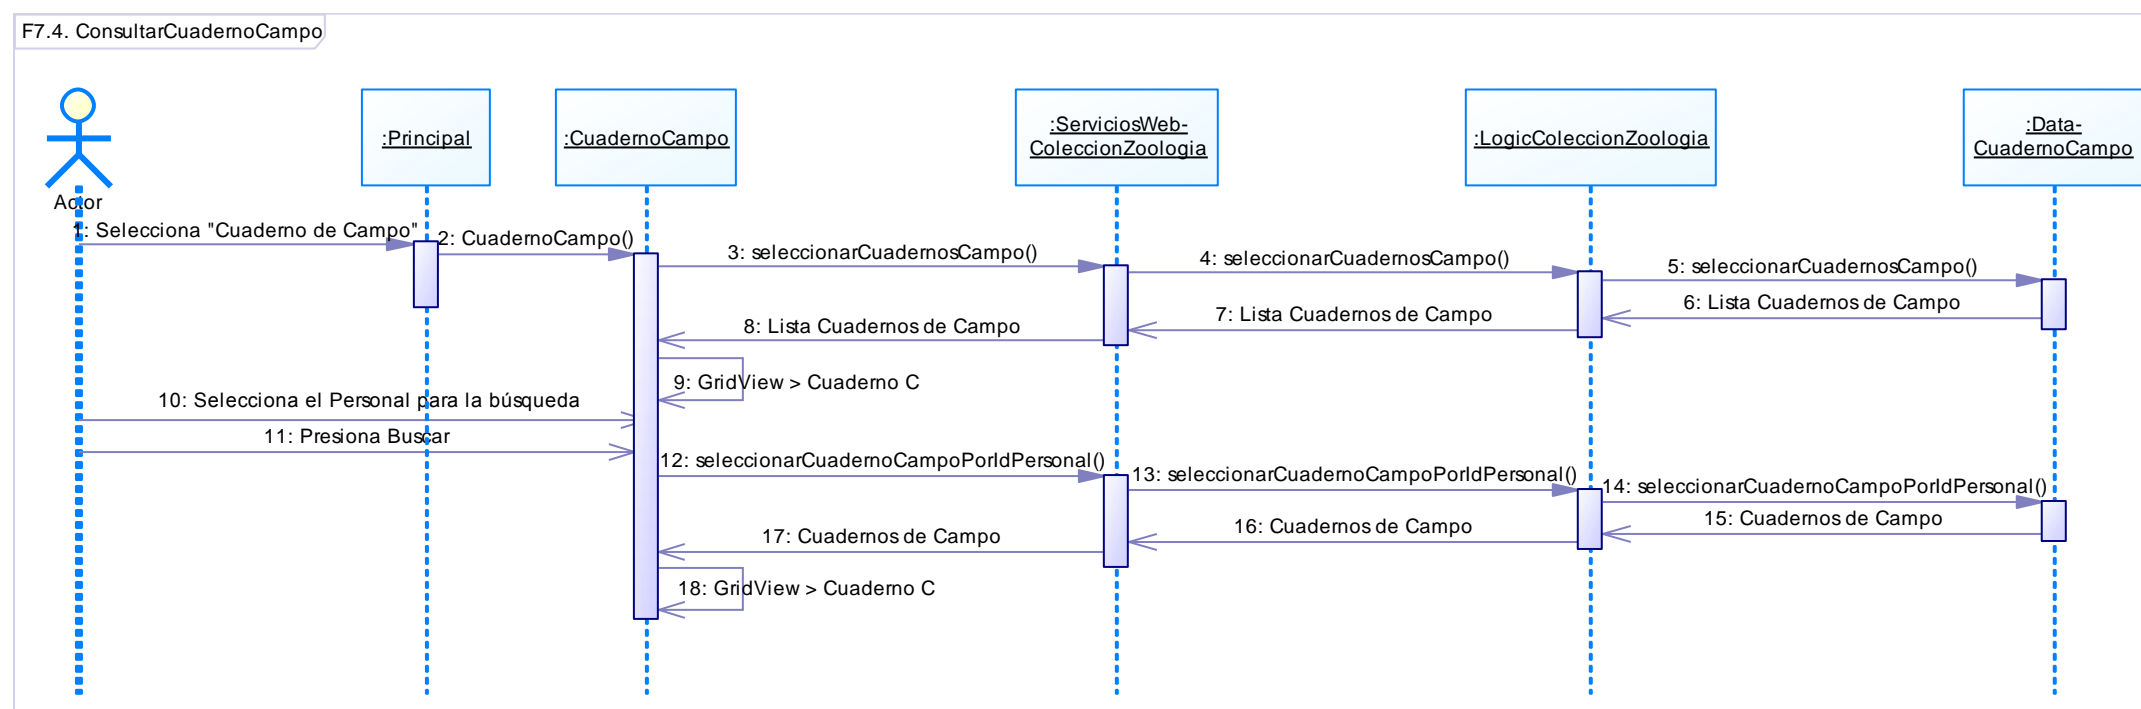 F7.4. ConsultarCuadernoCampo
:Principal
:CuadernoCampo
:ServiciosWeb-
ColeccionZoologia
:LogicColeccionZoologia
:Data-
CuadernoCampo
Actor
1: Selecciona "Cuaderno de Campo"
2: CuadernoCampo()
3: seleccionarCuadernosCampo()
4: seleccionarCuadernosCampo()
5: seleccionarCuadernosCampo()
6: Lista Cuadernos de Campo
7: Lista Cuadernos de Campo
8: Lista Cuadernos de Campo
9: GridView > Cuaderno C
10: Selecciona el Personal para la búsqueda
11: Presiona Buscar
12: seleccionarCuadernoCampoPorIdPersonal()
13: seleccionarCuadernoCampoPorIdPersonal()
14: seleccionarCuadernoCampoPorIdPersonal()
15: Cuadernos de Campo
16: Cuadernos de Campo
17: Cuadernos de Campo
18: GridView > Cuaderno C